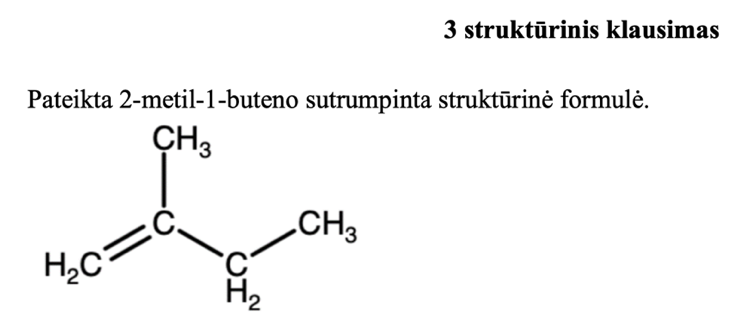 3 struktūrinis klausimas
Pateikta 2-metil-1-buteno sutrumpinta struktūrinė formulė.
CH₃
C
CH₃
H₂C
C
H₂